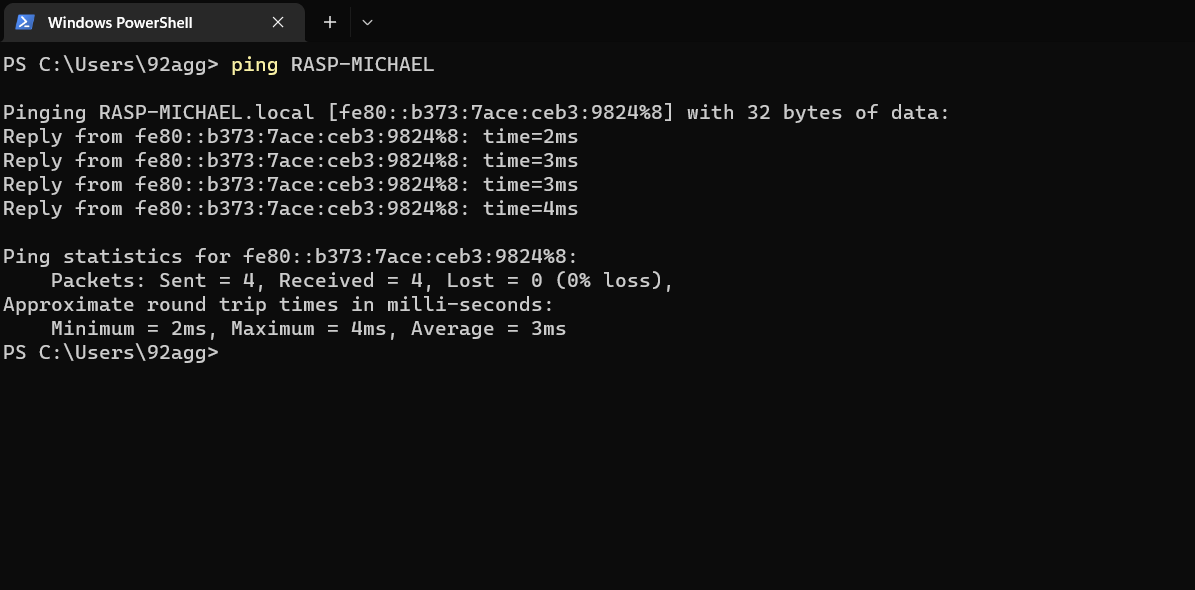 Windows PowerShell
PS C:\Users\92agg> ping RASP-MICHAEL
Pinging RASP-MICHAEL.local [fe80::b373:7ace:ceb3:9824%8] with 32 bytes of data:
Reply from fe80::b373:7ace:ceb3:9824%8: time=2ms
Reply from fe80::b373:7ace:ceb3:9824%8: time=3ms
Reply from fe80::b373:7ace:ceb3:9824%8: time=3ms
Reply from fe80::b373:7ace:ceb3:9824%8: time=4ms
Ping statistics for fe80::b373:7ace:ceb3:9824%8:
    Packets: Sent = 4, Received = 4, Lost = 0 (0% loss),
Approximate round trip times in milli-seconds:
    Minimum = 2ms, Maximum = 4ms, Average = 3ms
PS C:\Users\92agg>